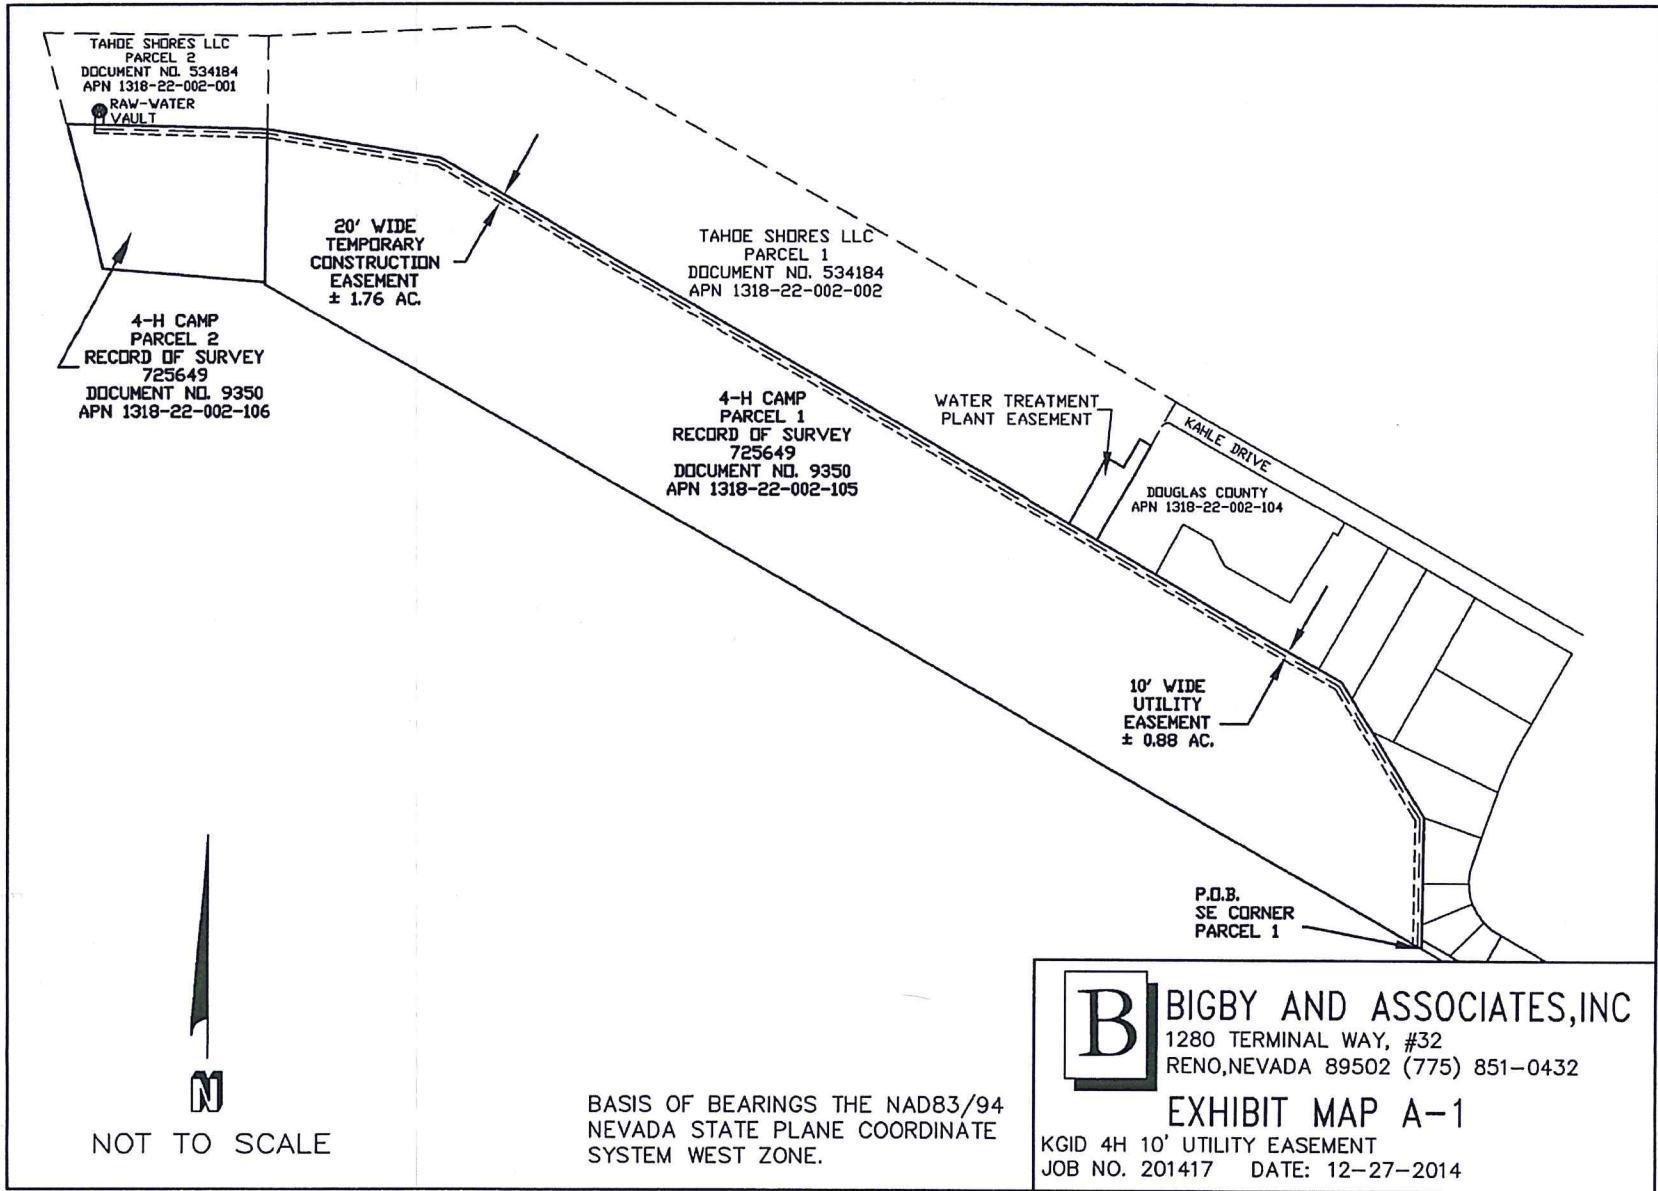 TAHOE SHORES LLC
PARCEL 2
DOCUMENT NO. 534184
APN 1318-22-002-001
RAW-WATER
VAULT
20' WIDE
TEMPORARY
CONSTRUCTION
EASEMENT
± 1.76 AC.
TAHOE SHORES LLC
PARCEL 1
DOCUMENT NO. 534184
APN 1318-22-002-002
4-H CAMP
PARCEL 2
RECORD OF SURVEY
725649
DOCUMENT NO. 9350
APN 1318-22-002-106
4-H CAMP
PARCEL 1
RECORD OF SURVEY
725649
DOCUMENT NO. 9350
APN 1318-22-002-105
WATER TREATMENT
PLANT EASEMENT
KAHLE DRIVE
DOUGLAS COUNTY
APN 1318-22-002-104
10' WIDE
UTILITY
EASEMENT
± 0.88 AC.
P.O.B.
SE CORNER
PARCEL 1
N
NOT TO SCALE
BASIS OF BEARINGS THE NAD83/94
NEVADA STATE PLANE COORDINATE
SYSTEM WEST ZONE.
B
BIGBY AND ASSOCIATES,INC
1280 TERMINAL WAY, #32
RENO,NEVADA 89502 (775) 851-0432
EXHIBIT MAP A-1
KGID 4H 10' UTILITY EASEMENT
JOB NO. 201417 DATE: 12-27-2014